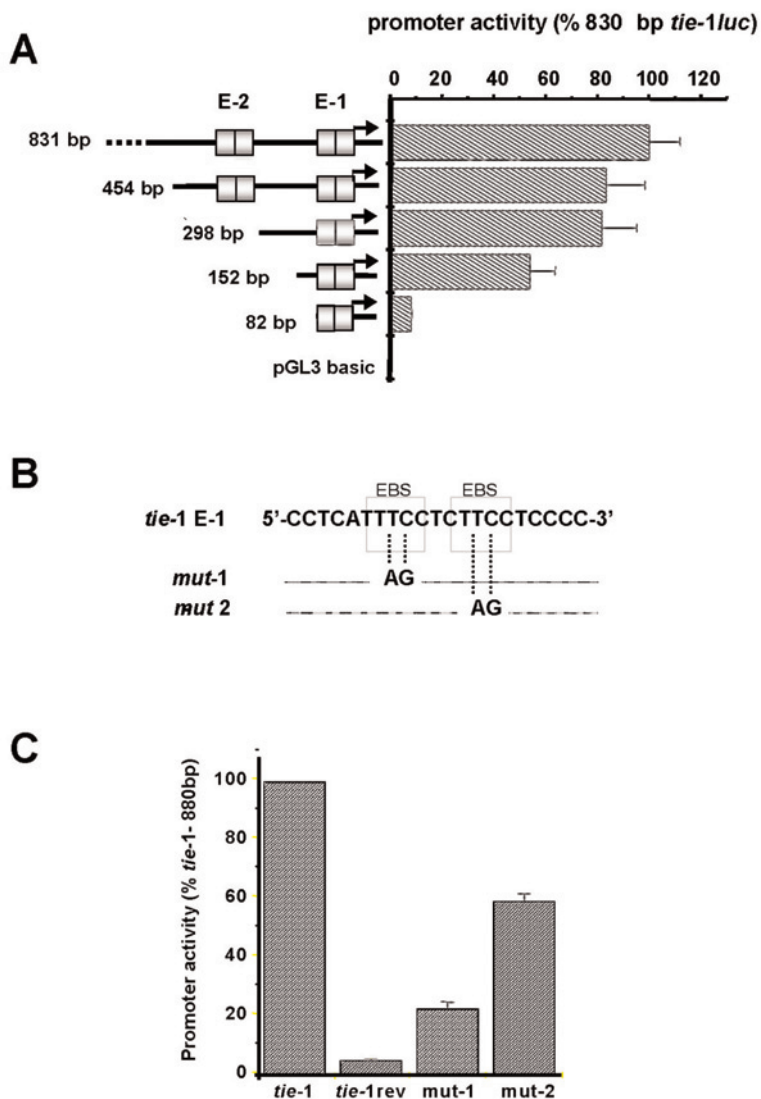 promoter activity (% 830 bp tie-1luc)
A
0 20 40 60 80 100 120
E-2 E-1
831 bp
454 bp
298 bp
152 bp
82 bp
pGL3 basic
B
EBS EBS
tie-1 E-1 5'-CCTCATTTCCTCTTCCTCCCC-3'
mut-1 AG
mut 2 AG
C
Promoter activity (% tie-1- 880bp)
100
80
60
40
20
0
tie-1 tie-1rev mut-1 mut-2